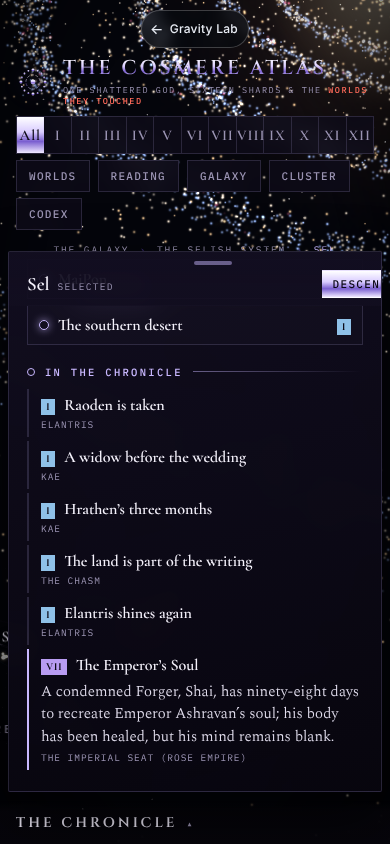 ← Gravity Lab
THE COSMERE ATLAS
ONE SHATTERED GOD, SIXTEEN SHARDS & THE WORLDS
THEY TOUCHED
All I II III IV V VI VII VIII IX X XI XII
WORLDS READING GALAXY CLUSTER
CODEX
THE GALAXY THE SELISH SYSTEM SEL
Sel SELECTED
DESCEN
The southern desert I
IN THE CHRONICLE
I Raoden is taken
ELANTRIS
I A widow before the wedding
KAE
I Hrathen’s three months
KAE
I The land is part of the writing
THE CHASM
I Elantris shines again
ELANTRIS
VII The Emperor’s Soul
A condemned Forger, Shai, has ninety-eight days
to recreate Emperor Ashravan’s soul; his body
has been healed, but his mind remains blank.
THE IMPERIAL SEAT (ROSE EMPIRE)
THE CHRONICLE ▴